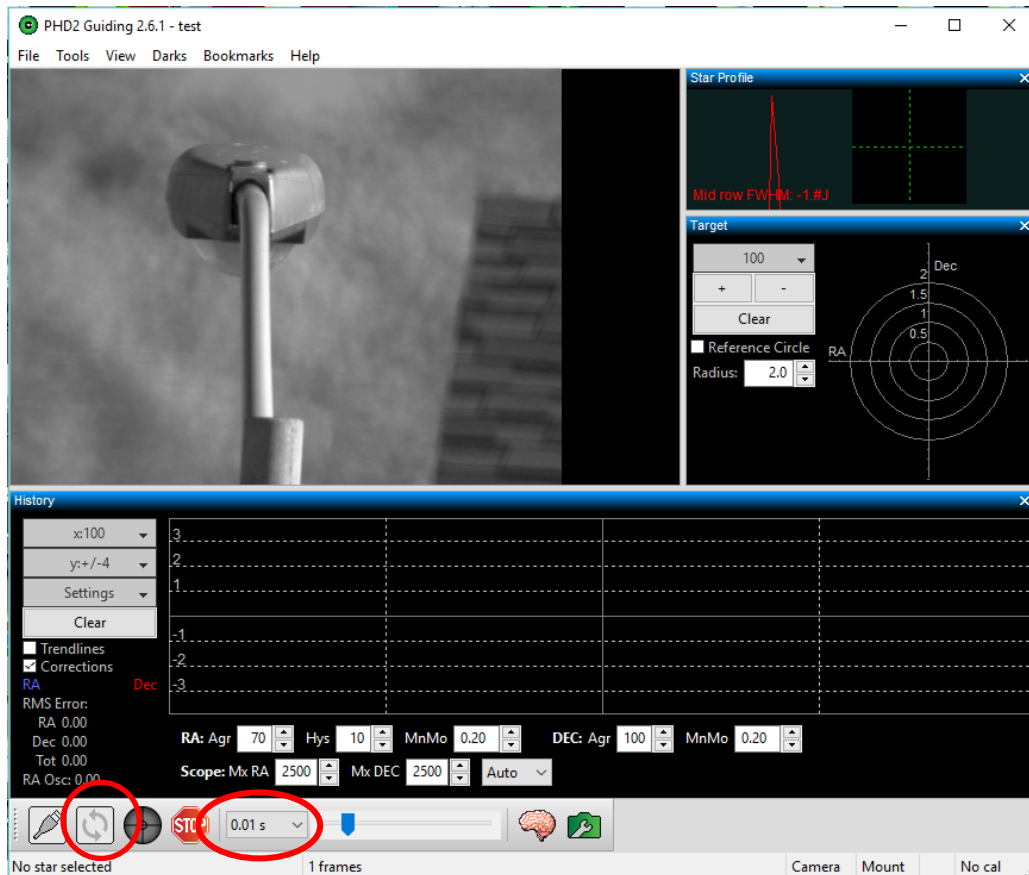 PHD2 Guiding 2.6.1 - test
File Tools View Darks Bookmarks Help
Star Profile
Mid row FWHM: -1.#J
Target
100
+ -
Clear
Reference Circle
Radius: 2.0
Dec
2
1.5
1
0.5
RA
History
x:100
y:+/-4
Settings
Clear
Trendlines
Corrections
RA Dec
RMS Error:
RA 0.00
Dec 0.00
Tot 0.00
RA Osc: 0.00
3
2
1
-1
-2
-3
RA: Agr 70 Hys 10 MnMo 0.20 DEC: Agr 100 MnMo 0.20
Scope: Mx RA 2500 Mx DEC 2500 Auto
STOP 0.01 s
No star selected 1 frames Camera Mount No cal